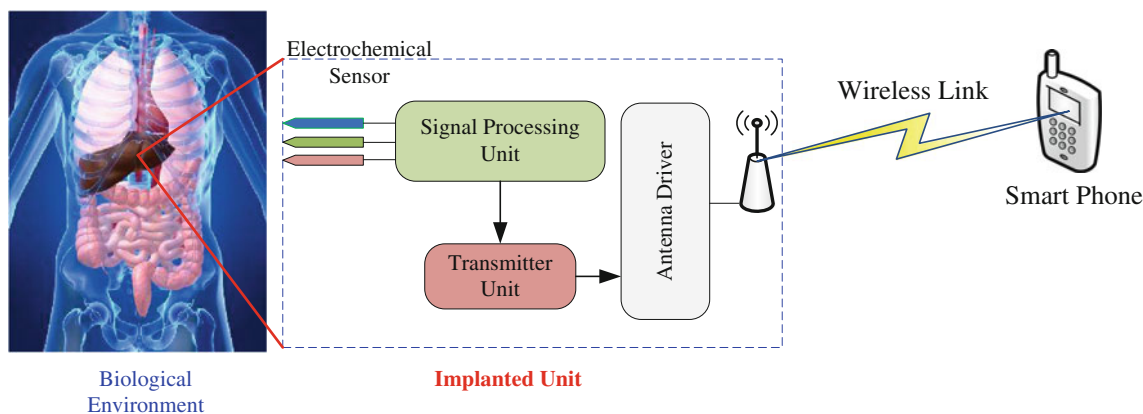 Electrochemical
Sensor
Signal Processing
Unit
Transmitter
Unit
Antenna Driver
Wireless Link
Smart Phone
Biological
Environment
Implanted Unit